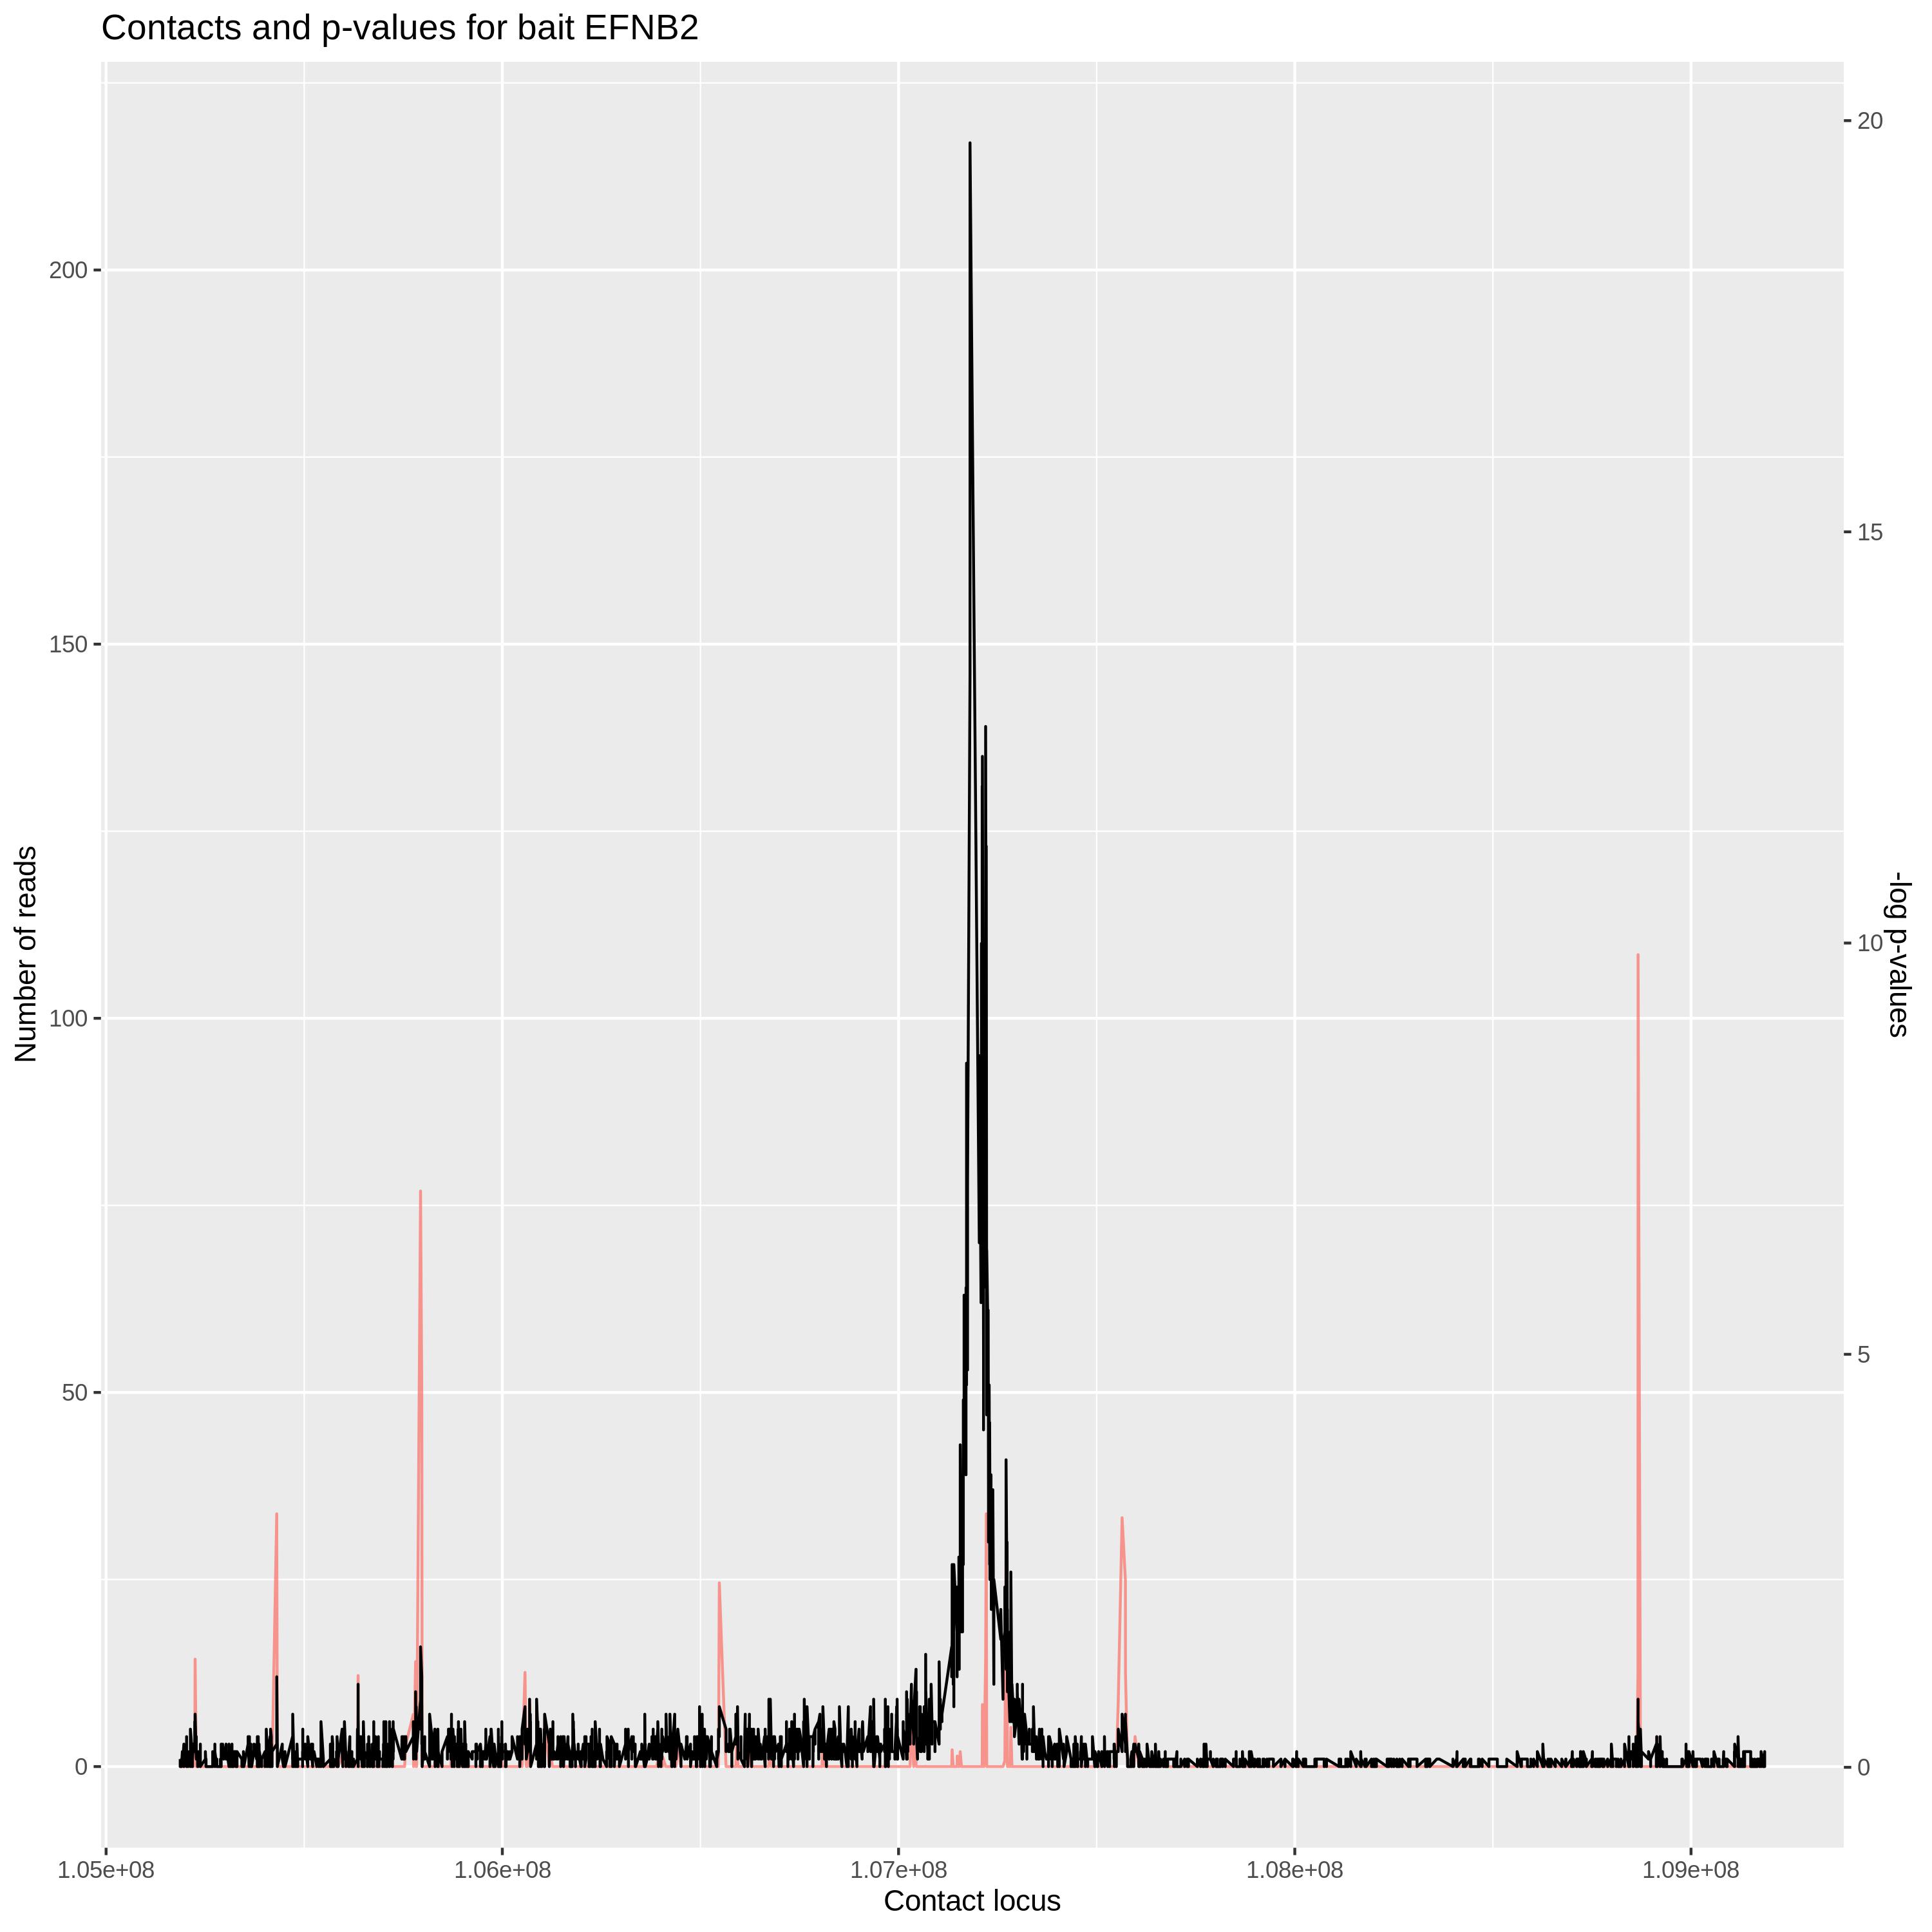 Contacts and p-values for bait EFNB2
Number of reads
200
150
100
50
0
20
15
10
5
0
-log p-values
1.05e+08
1.06e+08
1.07e+08
1.08e+08
1.09e+08
Contact locus